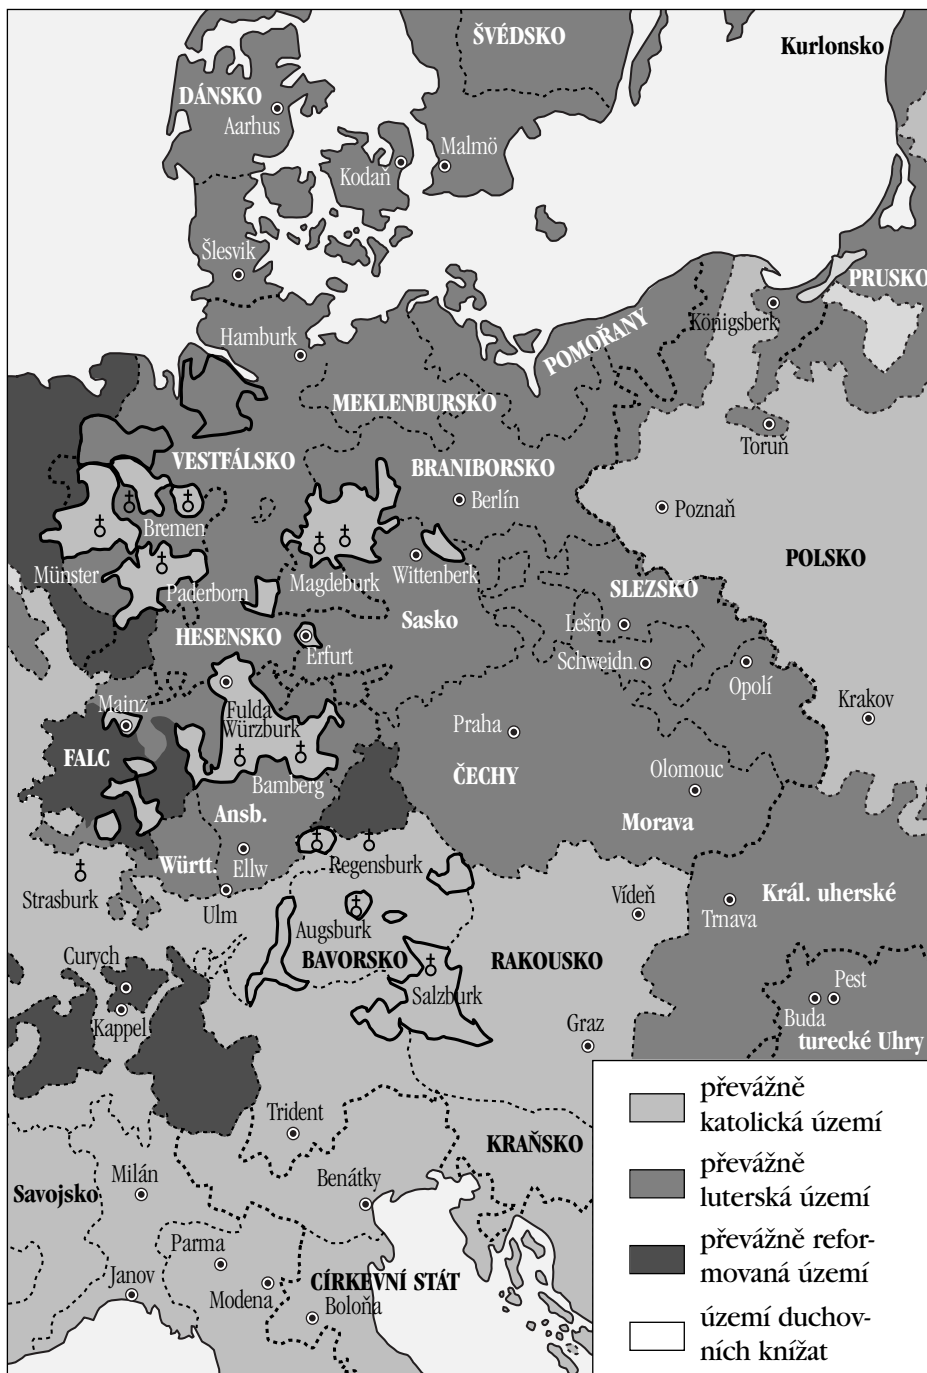 ŠVÉDSKO
Kurlonsko
DÁNSKO
Aarhus
Malmö
Kodaň
Šlesvik
PRUSKO
Königsberk
POMOŘANY
Hamburk
MEKLENBURSKO
Toruň
VESTFÁLSKO
BRANIBORSKO
Berlín
Poznaň
Bremen
POLSKO
Münster
Paderborn
Magdeburk
Wittenberk
SLEZSKO
Sasko
Lešno
HESENSKO
Erfurt
Schweidn.
Opolí
Krakov
Mainz
Fulda
Würzburk
Praha
FALC
ČECHY
Olomouc
Bamberg
Ansb.
Morava
Württ.
Ellw
Regensburk
Strasburk
Ulm
Vídeň
Král. uherské
Trnava
Augsburk
Curych
BAVORSKO
RAKOUSKO
Pest
Salzburk
Buda
Kappel
Graz
turecké Uhry
Trident
KRAŇSKO
Savojsko
Milán
Benátky
Parma
Janov
Modena
CÍRKEVNÍ STÁT
Boloňa
převážně
katolická území
převážně
luterská území
převážně refor-
movaná území
území duchov-
ních knížat